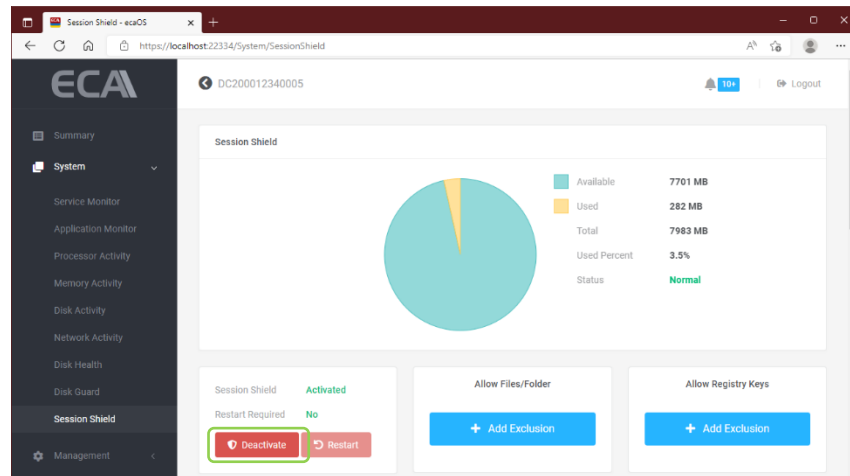 Session Shield - ecaOS
https://localhost:22334/System/SessionShield
ECA
DC200012340005
10+
Logout
Summary
System
Service Monitor
Application Monitor
Processor Activity
Memory Activity
Disk Activity
Network Activity
Disk Health
Disk Guard
Session Shield
Management
Session Shield
Available 7701 MB
Used 282 MB
Total 7983 MB
Used Percent 3.5%
Status Normal
Session Shield Activated
Restart Required No
Deactivate Restart
Allow Files/Folder
+ Add Exclusion
Allow Registry Keys
+ Add Exclusion